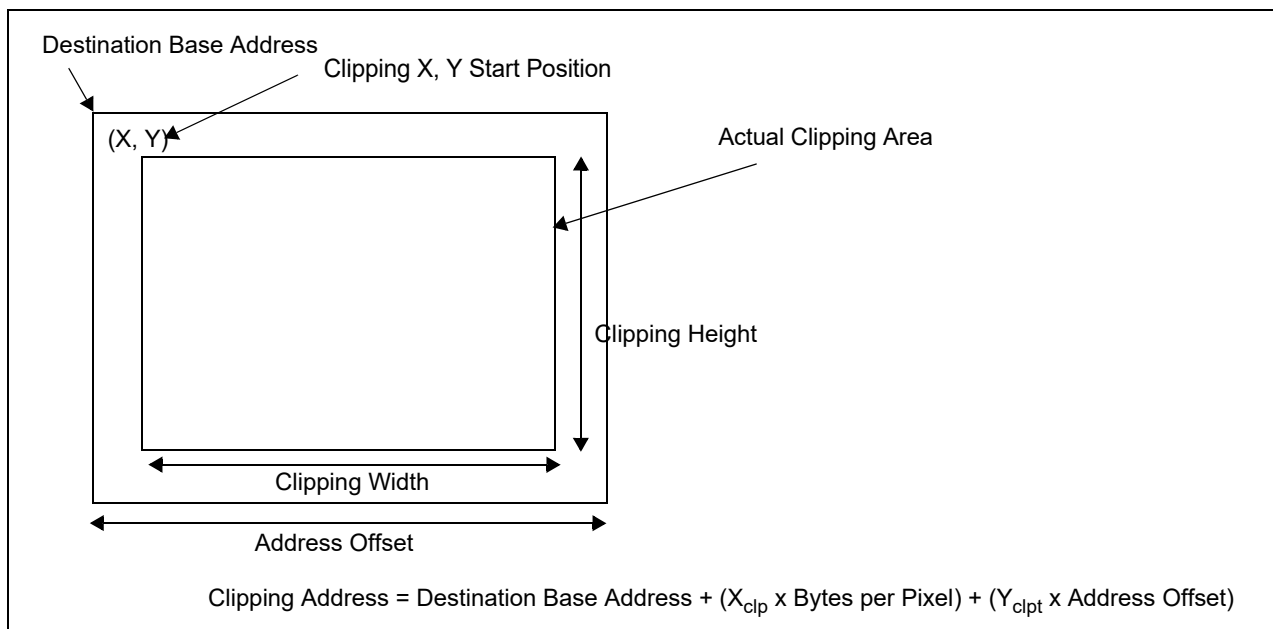 Destination Base Address
Clipping X, Y Start Position
(X, Y)
Actual Clipping Area
Clipping Height
Clipping Width
Address Offset
Clipping Address = Destination Base Address + (Xclp x Bytes per Pixel) + (Yclpt x Address Offset)